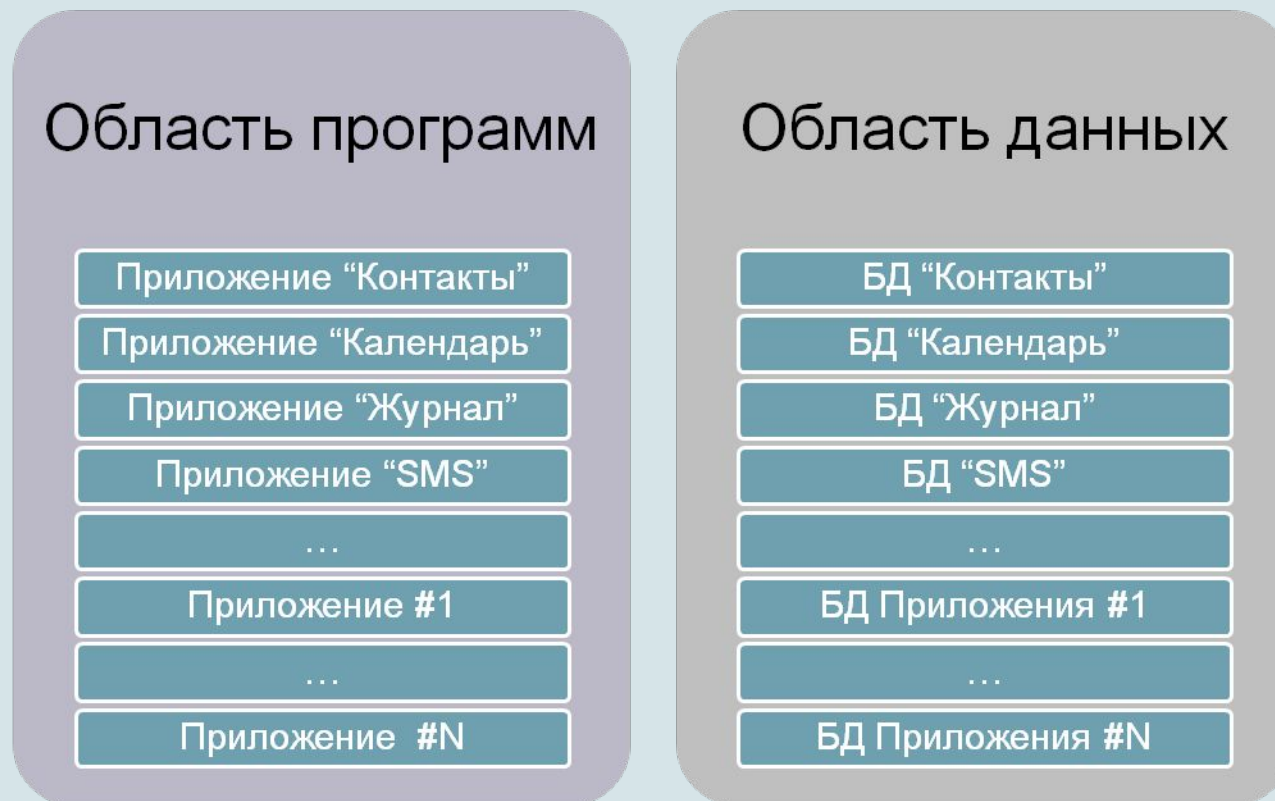 Область программ
Приложение “Контакты”
Приложение “Календарь”
Приложение “Журнал”
Приложение “SMS”
...
Приложение #1
...
Приложение #N
Область данных
БД “Контакты”
БД “Календарь”
БД “Журнал”
БД “SMS”
...
БД Приложения #1
...
БД Приложения #N